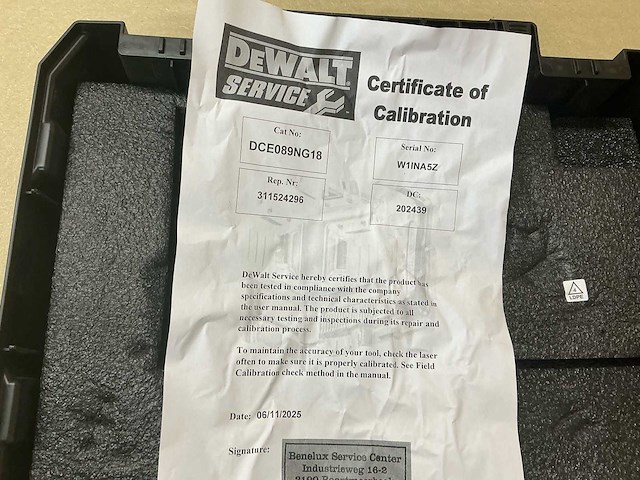 DEWALT
SERVICE
Certificate of
Calibration
Cat No:
DCE089NG18
Serial No:
W1INA5Z
Rep. Nr:
311524296
DC:
202439
DeWalt Service hereby certifies that the product has
been tested in compliance with the company
specifications and technical characteristics as stated in
the user manual. The product is subjected to all
necessary testing and inspections during its repair and
calibration process.
To maintain the accuracy of your tool, check the laser
often to make sure it is properly calibrated. See Field
Calibration check method in the manual.
Date: 06/11/2025
Signature:
Benelux Service Center
Industrieweg 16-2
4
LDPE